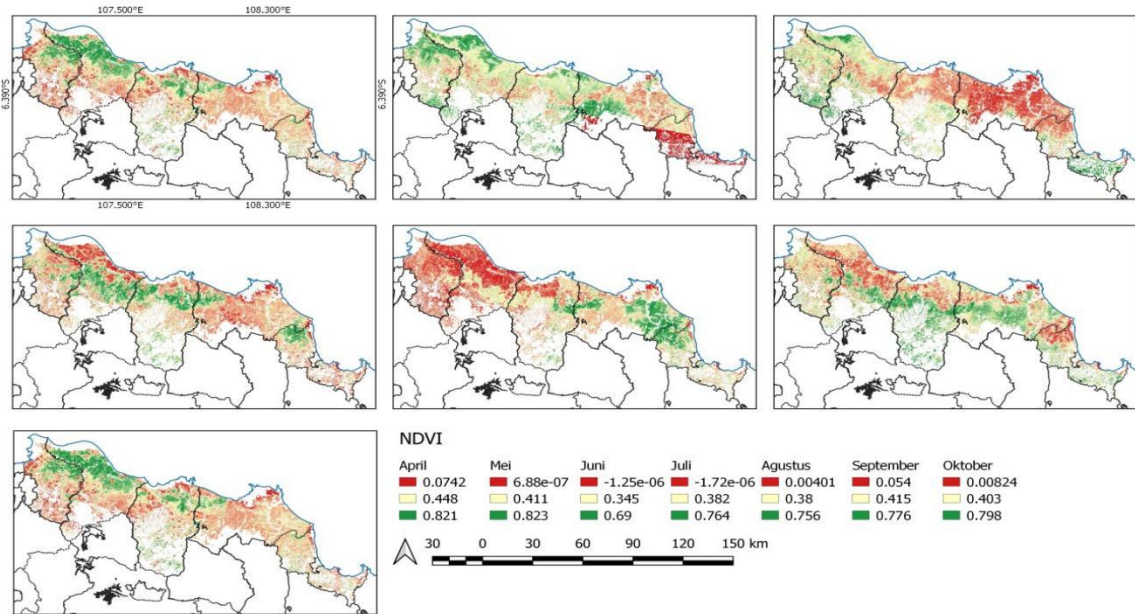 107.500°E 108.300°E
6.390°S
6.390°S
107.500°E 108.300°E
NDVI
April Mei Juni Juli Agustus September Oktober
0.0742 6.88e-07 -1.25e-06 -1.72e-06 0.00401 0.054 0.00824
0.448 0.411 0.345 0.382 0.38 0.415 0.403
0.821 0.823 0.69 0.764 0.756 0.776 0.798
30 0 30 60 90 120 150 km